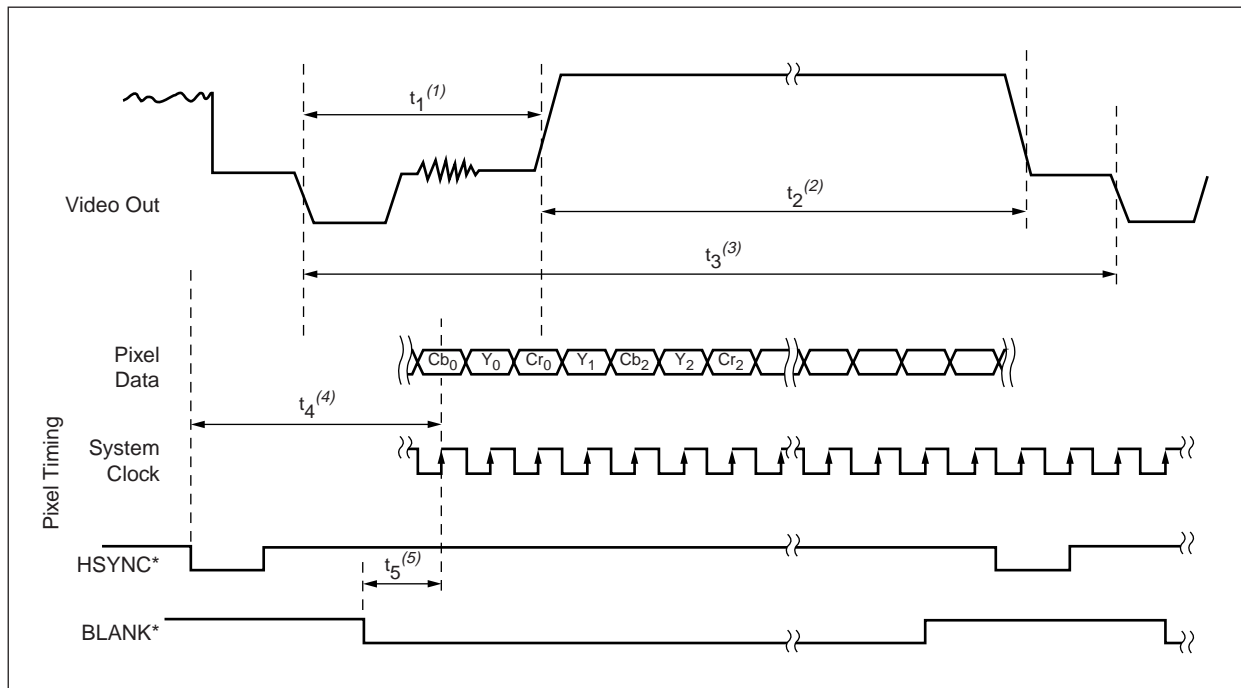 t1(1)
Video Out
t2(2)
t3(3)
Pixel
Data
Cb0 Y0 Cr0 Y1 Cb2 Y2 Cr2
t4(4)
Pixel Timing
System
Clock
HSYNC*
t5(5)
BLANK*